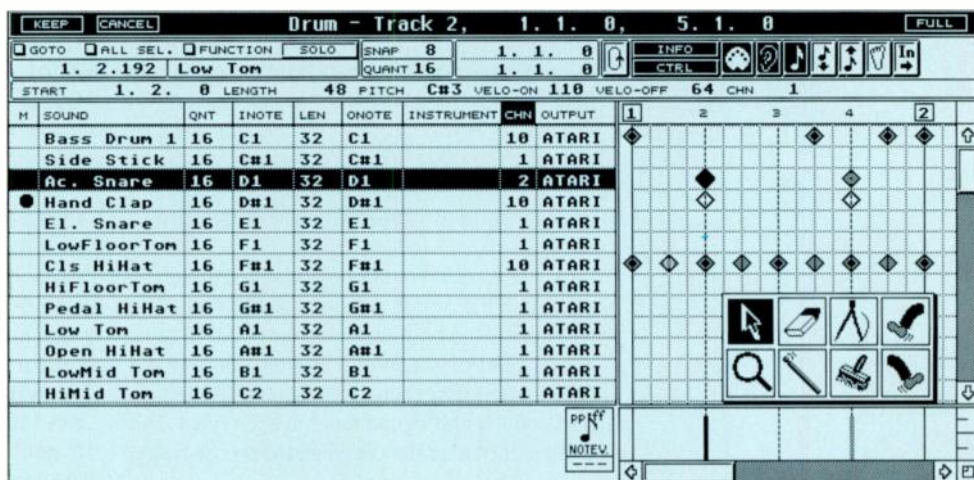 KEEP CANCEL Drum - Track 2, 1. 1. 0, 5. 1. 0 FULL
GOTO ALL SEL. FUNCTION SOLO SNAP 8 1. 1. 0 INFO In
1. 2.192 Low Tom QUANT 16 1. 1. 0 CTRL
START 1. 2. 0 LENGTH 48 PITCH C#3 VELO-ON 110 VELO-OFF 64 CHN 1
M SOUND QNT INOTE LEN ONOTE INSTRUMENT CHN OUTPUT 1 2 3 4 2
Bass Drum 1 16 C1 32 C1 10 ATARI
Side Stick 16 C#1 32 C#1 1 ATARI
Ac. Snare 16 D1 32 D1 2 ATARI
Hand Clap 16 D#1 32 D#1 10 ATARI
El. Snare 16 E1 32 E1 1 ATARI
LowFloorTom 16 F1 32 F1 1 ATARI
Cls HiHat 16 F#1 32 F#1 10 ATARI
HiFloorTom 16 G1 32 G1 1 ATARI
Pedal HiHat 16 G#1 32 G#1 1 ATARI
Low Tom 16 A1 32 A1 1 ATARI
Open HiHat 16 A#1 32 A#1 1 ATARI
LowMid Tom 16 B1 32 B1 1 ATARI
HiMid Tom 16 C2 32 C2 1 ATARI
PP ff
NOTEV.
---